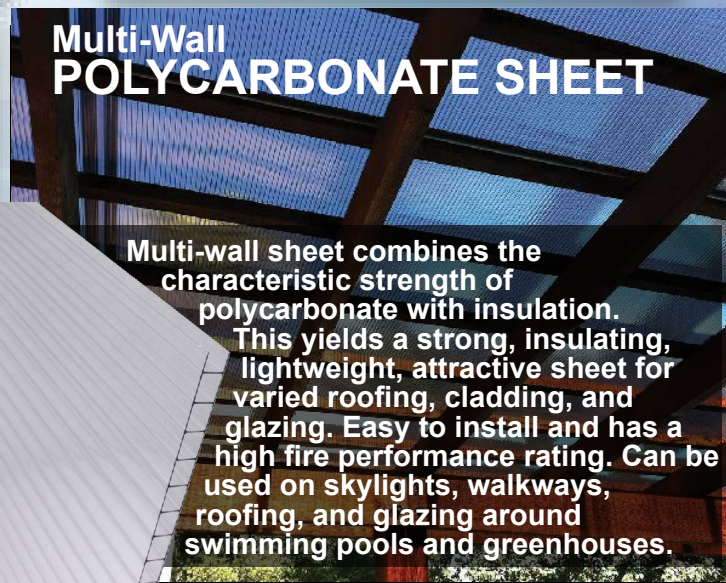 Multi-Wall
POLYCARBONATE SHEET
Multi-wall sheet combines the
characteristic strength of
polycarbonate with insulation.
This yields a strong, insulating,
lightweight, attractive sheet for
varied roofing, cladding, and
glazing. Easy to install and has a
high fire performance rating. Can be
used on skylights, walkways,
roofing, and glazing around
swimming pools and greenhouses.